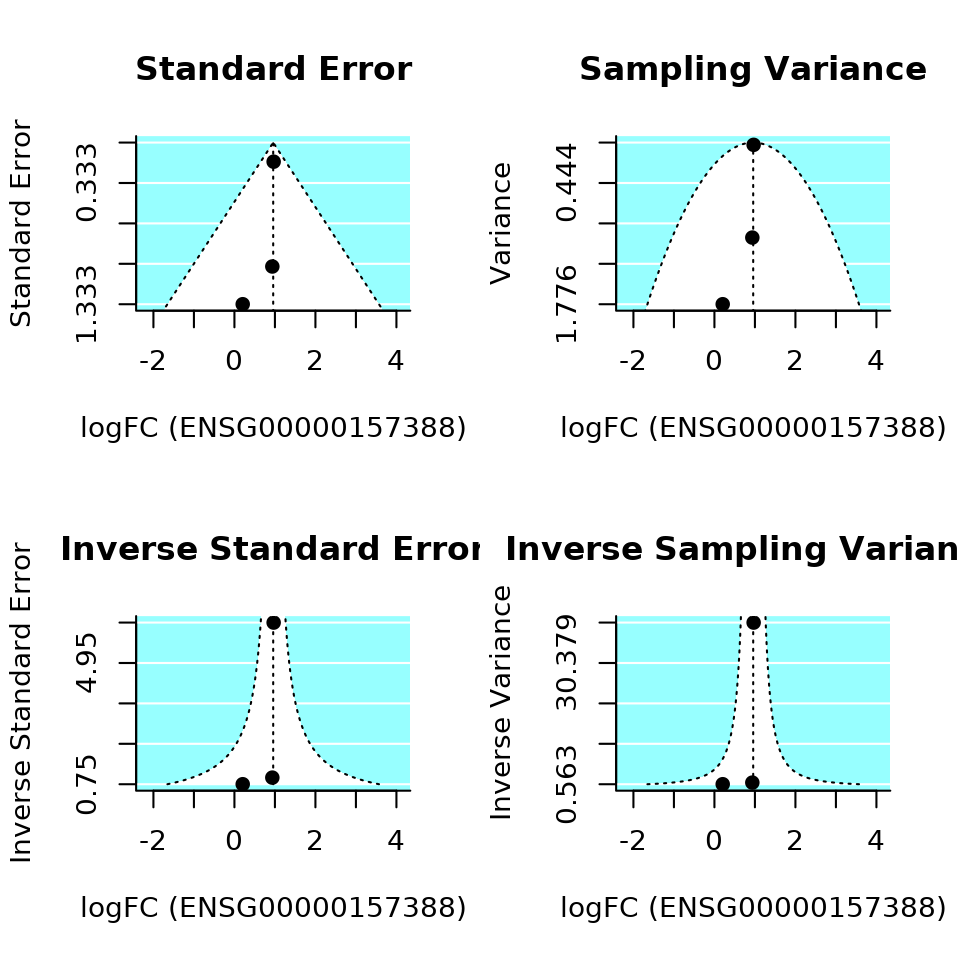 Standard Error
Standard Error
0.333
1.333
-2 0 2 4
logFC (ENSG00000157388)
Sampling Variance
Variance
0.444
1.776
-2 0 2 4
logFC (ENSG00000157388)
Inverse Standard Error
Inverse Standard Error
4.95
0.75
-2 0 2 4
logFC (ENSG00000157388)
Inverse Sampling Varian
Inverse Variance
30.379
0.563
-2 0 2 4
logFC (ENSG00000157388)